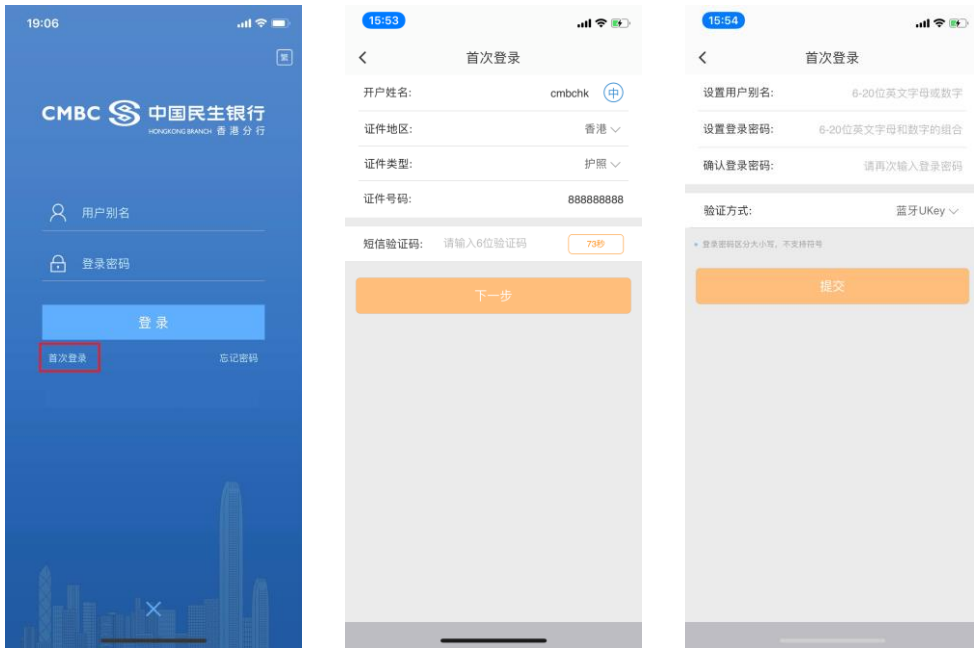 19:06
繁
CMBC 中国民生银行
HONGKONG BRANCH 香港分行
用户别名
登录密码
登 录
首次登录 忘记密码
15:53
首次登录
开户姓名: cmbchk 中
证件地区: 香港
证件类型: 护照
证件号码: 888888888
短信验证码: 请输入6位验证码 73秒
下一步
15:54
首次登录
设置用户别名: 6-20位英文字母或数字
设置登录密码: 6-20位英文字母和数字的组合
确认登录密码: 请再次输入登录密码
验证方式: 蓝牙UKey
登录密码区分大小写，不支持符号
提交